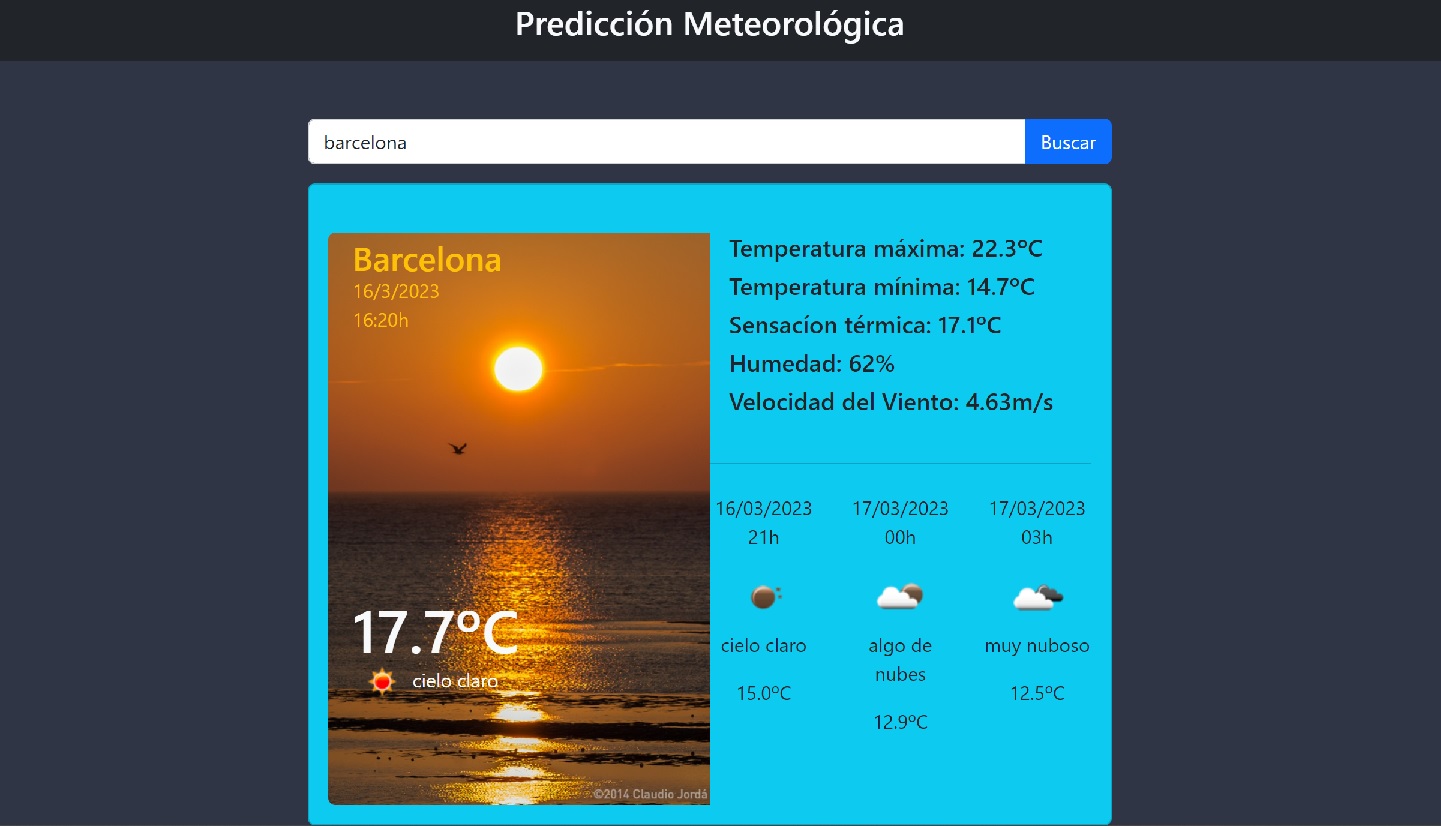 Predicción Meteorológica
barcelona
Buscar
Barcelona
16/3/2023
16:20h
17.7ºC
cielo claro
©2014 Claudio Jordá
Temperatura máxima: 22.3ºC
Temperatura mínima: 14.7ºC
Sensacíon térmica: 17.1ºC
Humedad: 62%
Velocidad del Viento: 4.63m/s
16/03/2023
21h
cielo claro
15.0ºC
17/03/2023
00h
algo de
nubes
12.9ºC
17/03/2023
03h
muy nuboso
12.5ºC